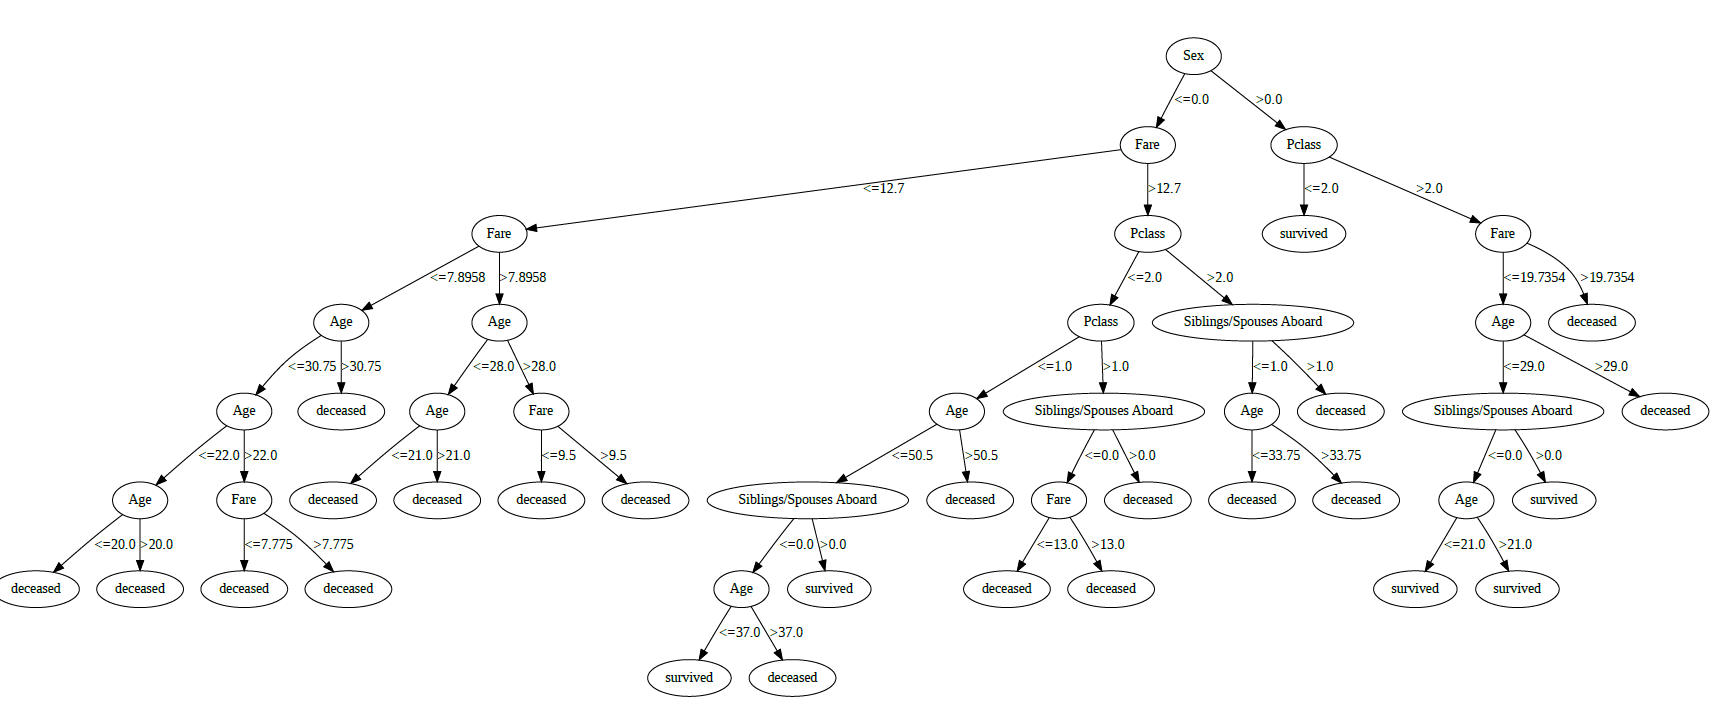 Sex
<=0.0 >0.0
Fare Pclass
<=12.7 >12.7 <=2.0 >2.0
Fare Pclass survived Fare
<=7.8958 >7.8958 <=2.0 >2.0 <=19.7354 >19.7354
Age Age Pclass Siblings/Spouses Aboard Age deceased
<=30.75 >30.75 <=28.0 >28.0 <=1.0 >1.0 <=1.0 >1.0 <=29.0 >29.0
Age deceased Age Fare Age Siblings/Spouses Aboard Age deceased Siblings/Spouses Aboard deceased
<=22.0 >22.0 <=21.0 >21.0 <=9.5 >9.5 <=50.5 >50.5 <=0.0 >0.0 <=33.75 >33.75 <=0.0 >0.0
Age Fare deceased deceased deceased deceased Siblings/Spouses Aboard deceased Fare deceased deceased deceased Age survived
<=20.0 >20.0 <=7.775 >7.775 <=0.0 >0.0 <=13.0 >13.0 <=21.0 >21.0
deceased deceased deceased deceased Age survived deceased deceased survived survived
<=37.0 >37.0
survived deceased